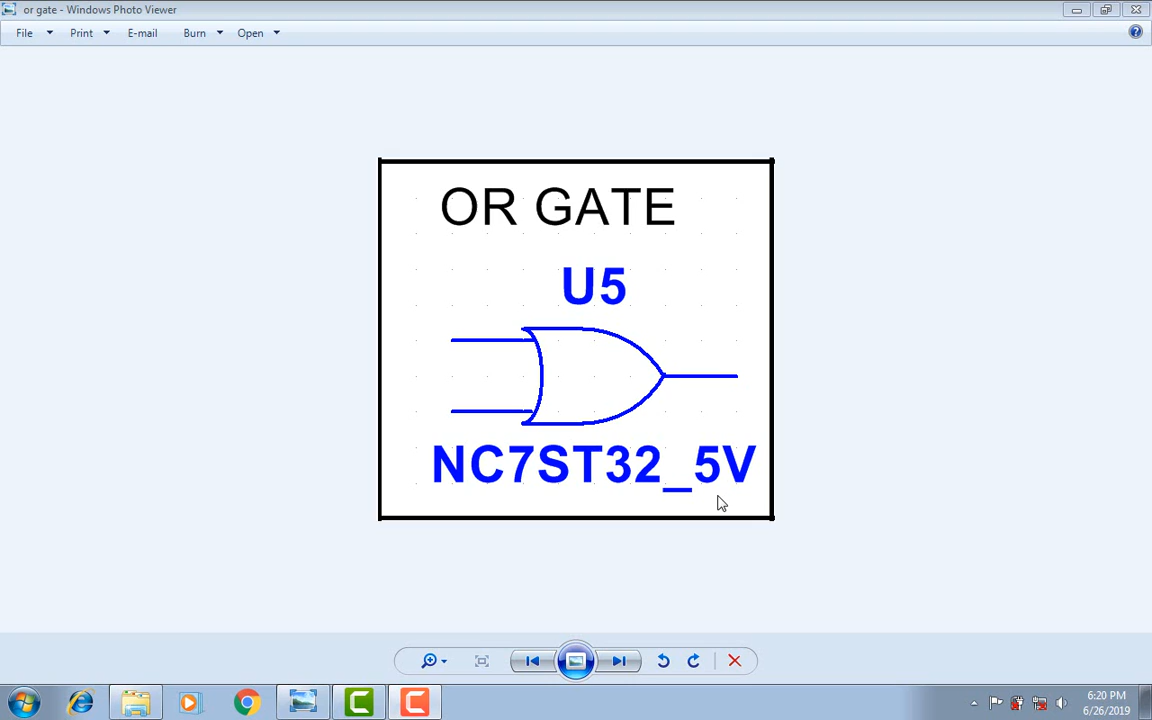 or gate - Windows Photo Viewer
File Print E-mail Burn Open
OR GATE
U5
NC7ST32_5V
6:20 PM
6/26/2019